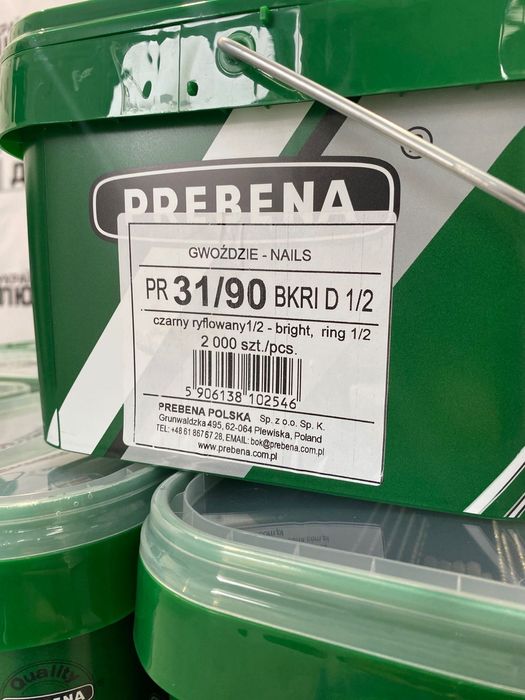 PREBENA
®
GWOŹDZIE - NAILS
PR 31/90 BKRI D 1/2
czarny ryflowany1/2 - bright, ring 1/2
2 000 szt./pcs.
5 906138 102546
PREBENA POLSKA Sp. z o.o. Sp. K.
Grunwaldzka 495, 62-064 Plewiska, Poland
TEL: +48 61 867 67 28, EMAIL: bok@prebena.com.pl
www.prebena.com.pl
Quality